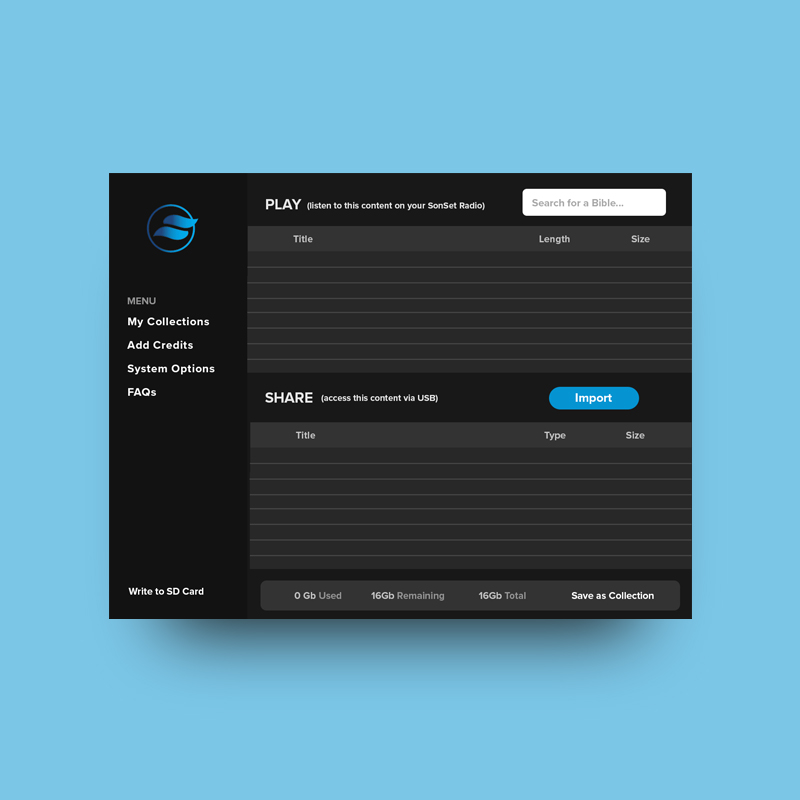 PLAY (listen to this content on your SonSet Radio)
Search for a Bible...
Title Length Size
MENU
My Collections
Add Credits
System Options
FAQs
SHARE (access this content via USB)
Import
Title Type Size
Write to SD Card
0 Gb Used 16Gb Remaining 16Gb Total Save as Collection